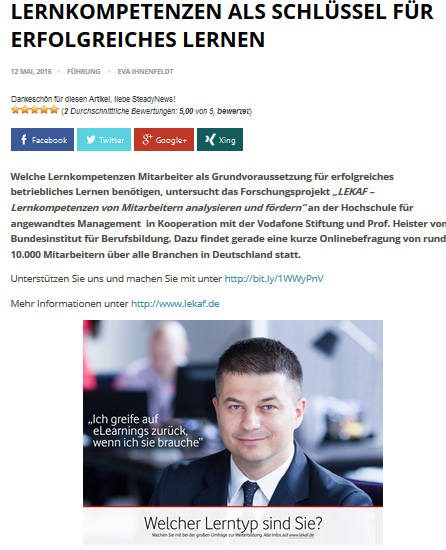 LERNKOMPETENZEN ALS SCHLÜSSEL FÜR
ERFOLGREICHES LERNEN
12 MAI, 2016 • FÜHRUNG • EVA IHNENFELDT
Dankeschön für diesen Artikel, liebe SteadyNews!
(2 Durchschnittliche Bewertungen: 5,00 von 5, bewertet)
Facebook Twitter Google+ Xing
Welche Lernkompetenzen Mitarbeiter als Grundvoraussetzung für erfolgreiches
betriebliches Lernen benötigen, untersucht das Forschungsprojekt „LEKAF –
Lernkompetenzen von Mitarbeitern analysieren und fördern“ an der Hochschule für
angewandtes Management in Kooperation mit der Vodafone Stiftung und Prof. Heister vom
Bundesinstitut für Berufsbildung. Dazu findet gerade eine kurze Onlinebefragung von rund
10.000 Mitarbeitern über alle Branchen in Deutschland statt.
Unterstützen Sie uns und machen Sie mit unter http://bit.ly/1WWyPnV
Mehr Informationen unter http://www.lekaf.de
„Ich greife auf
eLearnings zurück,
wenn ich sie brauche“
Welcher Lerntyp sind Sie?
Machen Sie mit bei der großen Umfrage zur Weiterbildung. Alle Infos auf www.lekaf.de